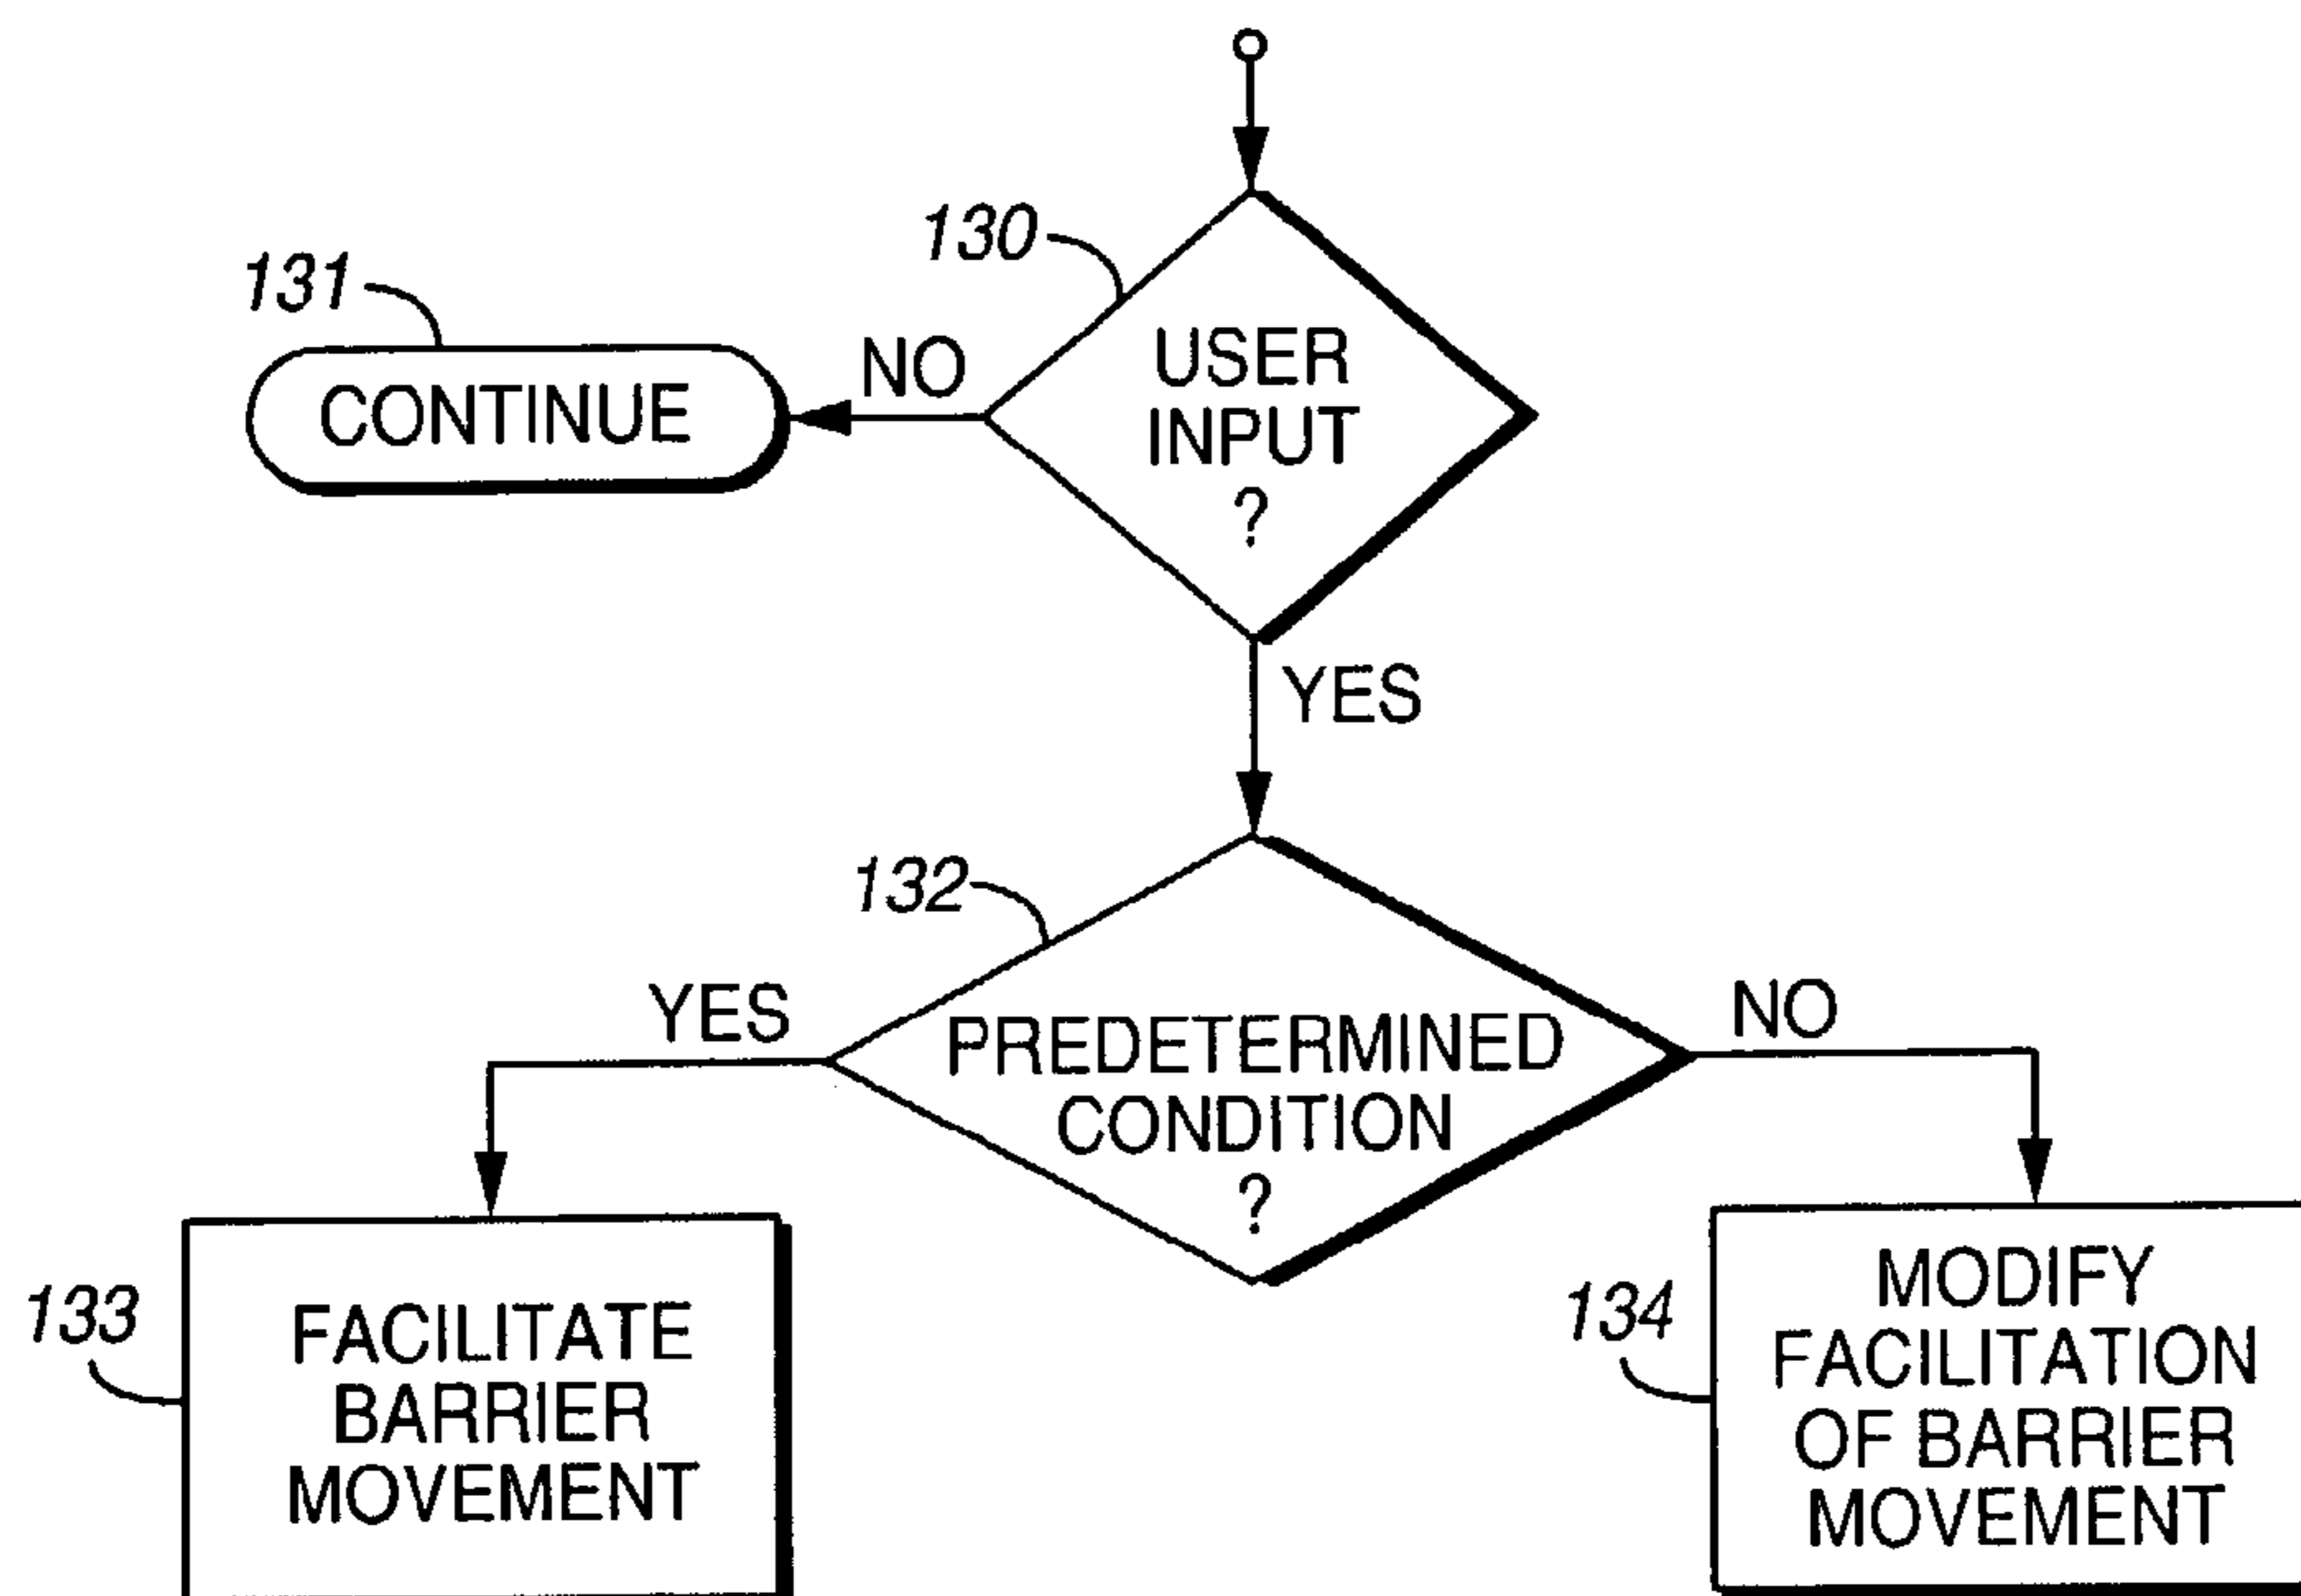 130
131
NO
CONTINUE
USER
INPUT
?
YES
132
YES
NO
PREDETERMINED
CONDITION
?
133
FACILITATE
BARRIER
MOVEMENT
134
MODIFY
FACILITATION
OF BARRIER
MOVEMENT